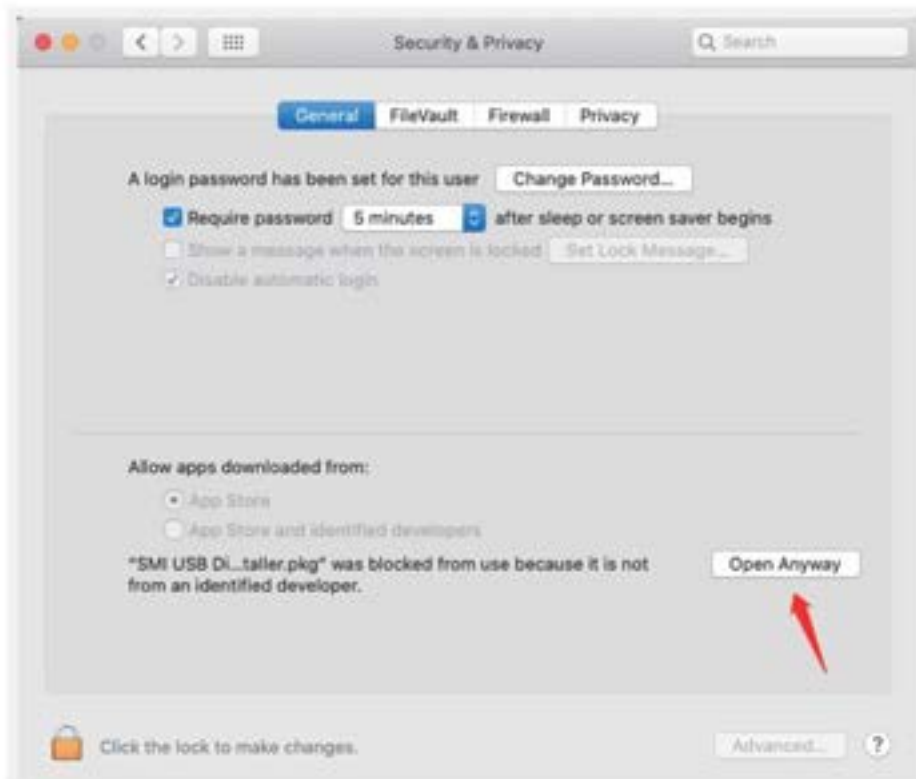 Security & Privacy
Search
General FileVault Firewall Privacy
A login password has been set for this user Change Password...
Require password 5 minutes after sleep or screen saver begins
Show a message when the screen is locked Set Lock Message...
Disable automatic login
Allow apps downloaded from:
App Store
App Store and identified developers
"SMI USB Di...taller.pkg" was blocked from use because it is not Open Anyway
from an identified developer.
Click the lock to make changes. Advanced... ?